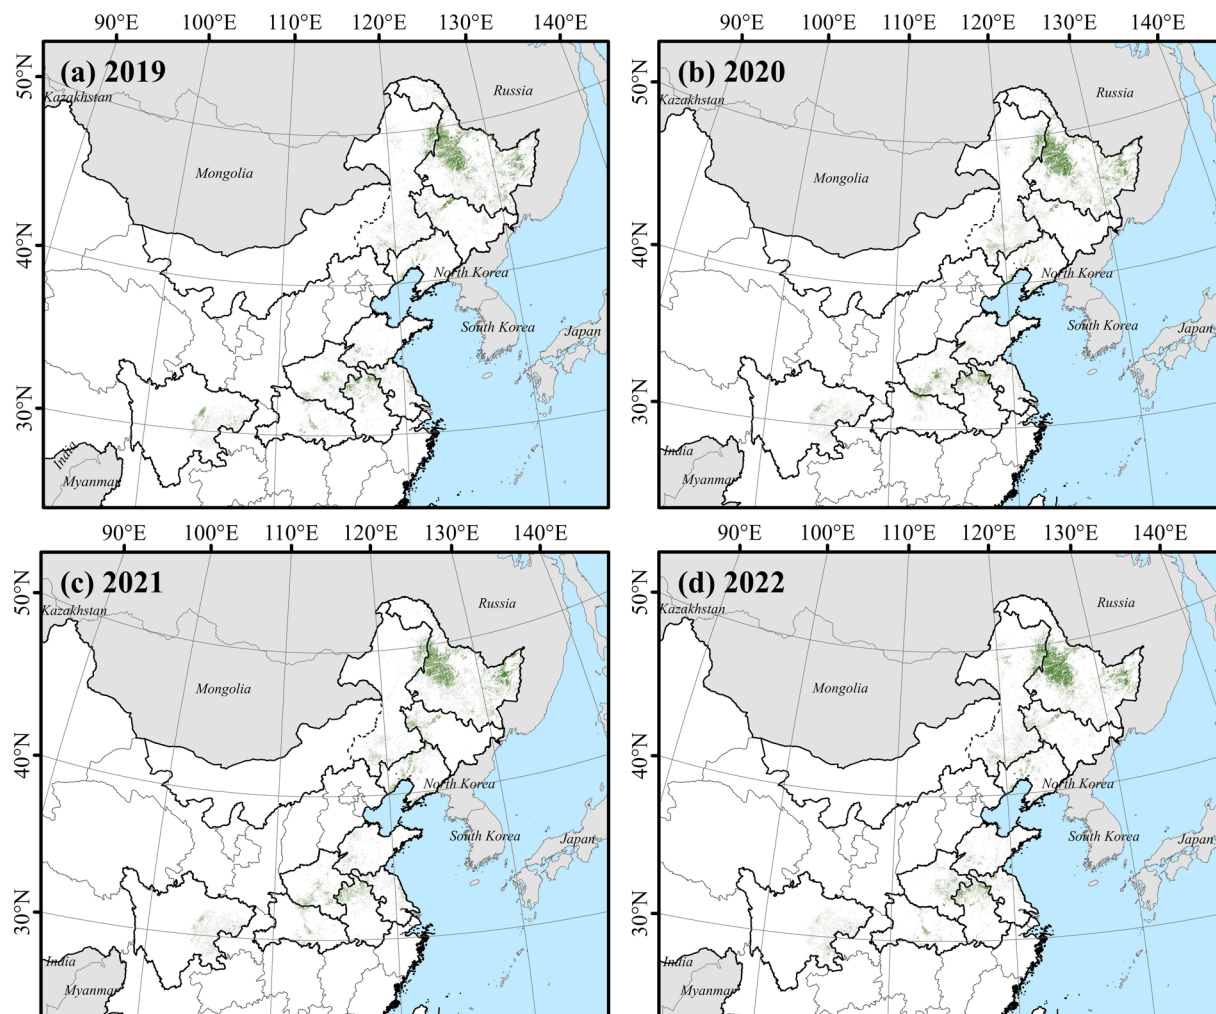 90°E 100°E 110°E 120°E 130°E 140°E
90°E 100°E 110°E 120°E 130°E 140°E
(a) 2019
50°N
40°N
30°N
Kazakhstan
Russia
Mongolia
North Korea
South Korea
Japan
India
Myanmar
(b) 2020
50°N
40°N
30°N
Kazakhstan
Russia
Mongolia
North Korea
South Korea
Japan
India
Myanmar
90°E 100°E 110°E 120°E 130°E 140°E
90°E 100°E 110°E 120°E 130°E 140°E
(c) 2021
50°N
40°N
30°N
Kazakhstan
Russia
Mongolia
North Korea
South Korea
Japan
India
Myanmar
(d) 2022
50°N
40°N
30°N
Kazakhstan
Russia
Mongolia
North Korea
South Korea
Japan
India
Myanmar